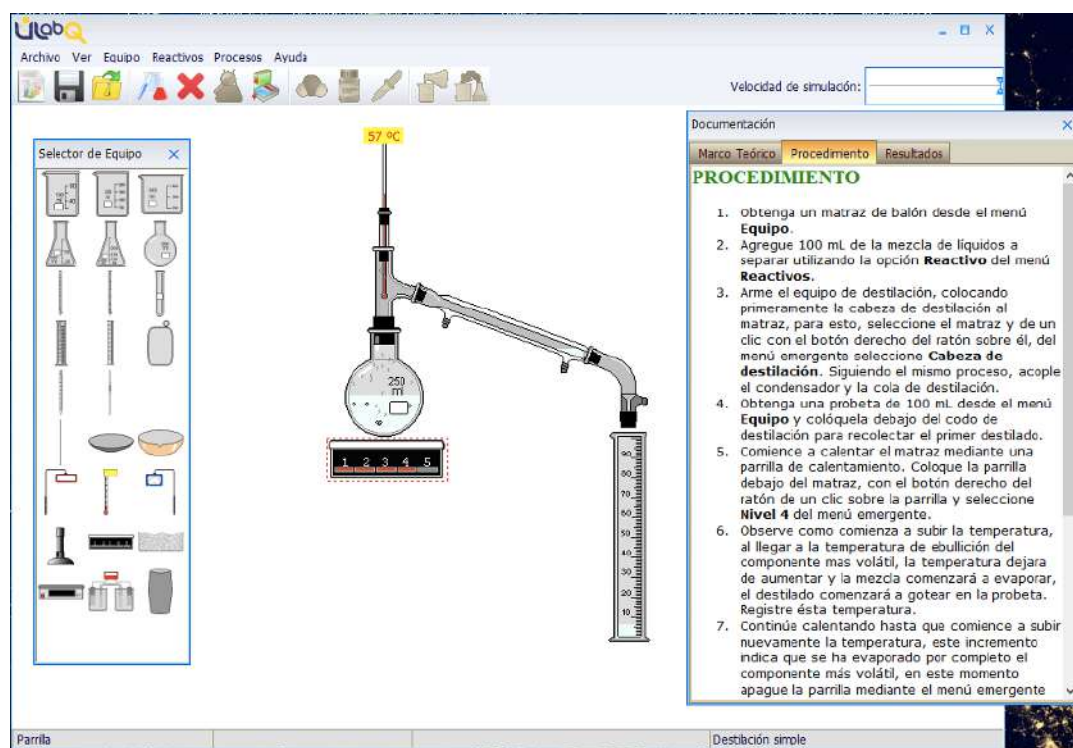 ULabQ
Archivo Ver Equipo Reactivos Procesos Ayuda
Velocidad de simulación:
Selector de Equipo
57 ºC
250
ml
1 2 3 4 5
90
80
70
60
50
40
30
20
10
Documentación
Marco Teórico Procedimiento Resultados
PROCEDIMIENTO
1. Obtenga un matraz de balón desde el menú
Equipo.
2. Agregue 100 mL de la mezcla de líquidos a
separar utilizando la opción Reactivo del menú
Reactivos.
3. Arme el equipo de destilación, colocando
primeramente la cabeza de destilación al
matraz, para esto, seleccione el matraz y de un
clic con el botón derecho del ratón sobre él, del
menú emergente seleccione Cabeza de
destilación. Siguiendo el mismo proceso, acople
el condensador y la cola de destilación.
4. Obtenga una probeta de 100 mL desde el menú
Equipo y colóquela debajo del codo de
destilación para recolectar el primer destilado.
5. Comience a calentar el matraz mediante una
parrilla de calentamiento. Coloque la parrilla
debajo del matraz, con el botón derecho del
ratón de un clic sobre la parrilla y seleccione
Nivel 4 del menú emergente.
6. Observe como comienza a subir la temperatura,
al llegar a la temperatura de ebullición del
componente mas volátil, la temperatura dejara
de aumentar y la mezcla comenzará a evaporar,
el destilado comenzará a gotear en la probeta.
Registre ésta temperatura.
7. Continúe calentando hasta que comience a subir
nuevamente la temperatura, este incremento
indica que se ha evaporado por completo el
componente más volátil, en este momento
apague la parrilla mediante el menú emergente
Parrilla
Destilación simple